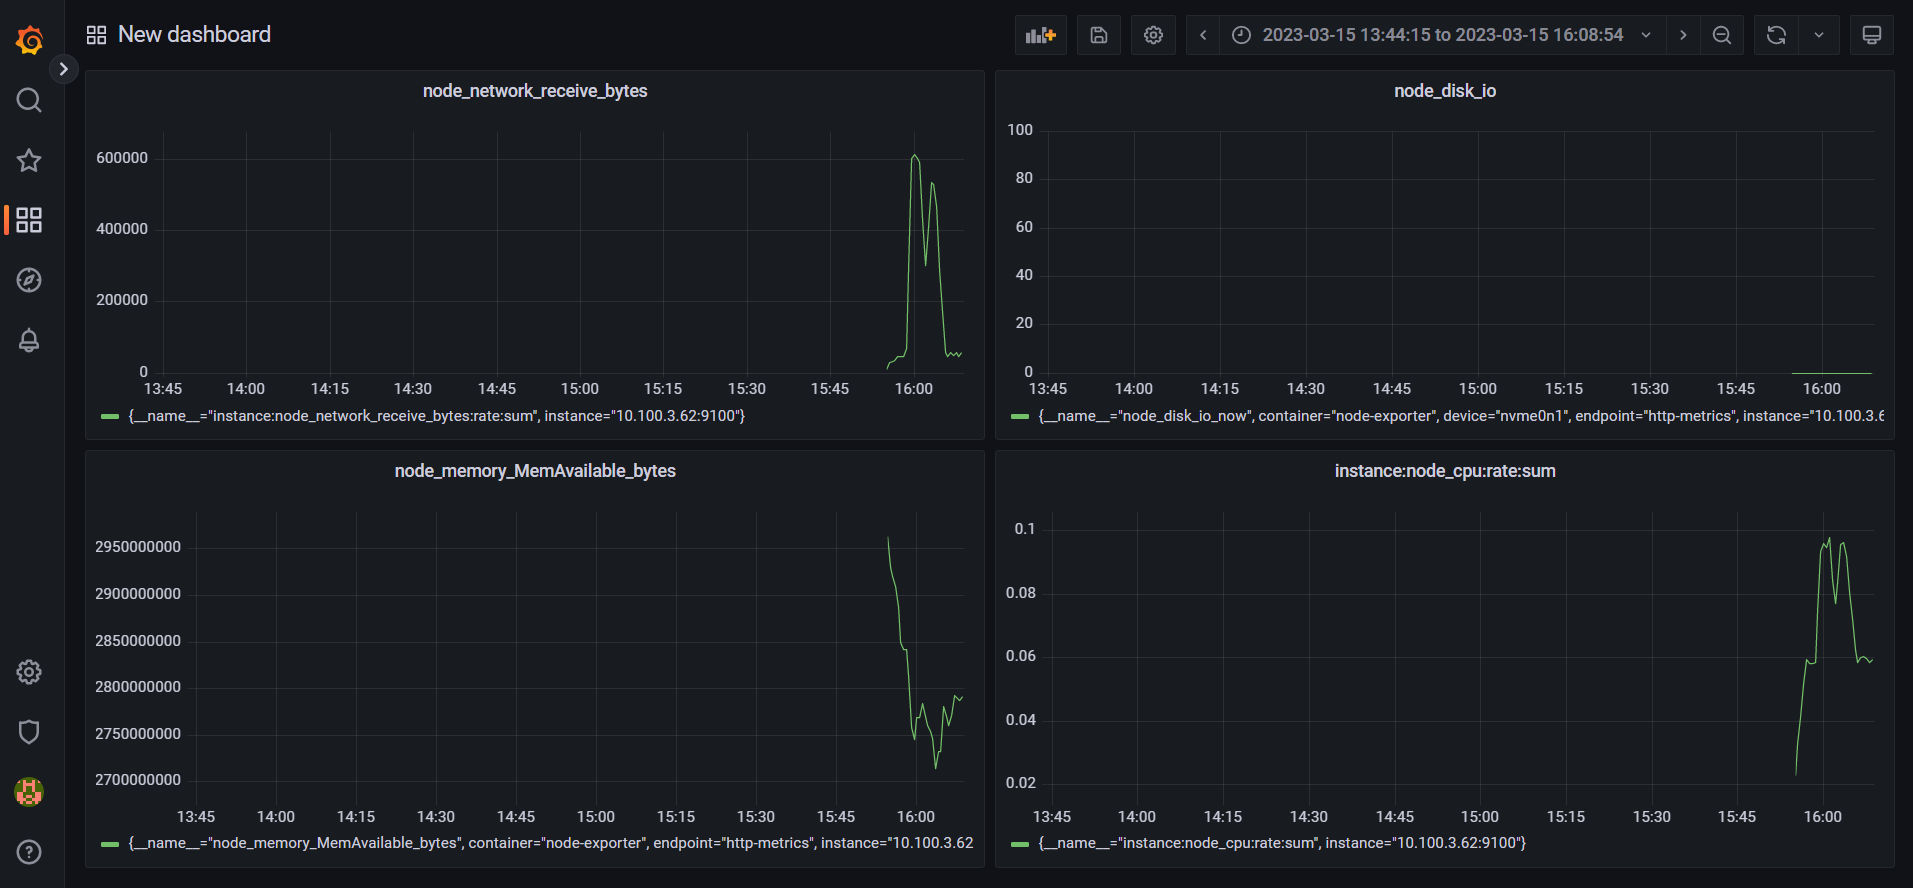 New dashboard
2023-03-15 13:44:15 to 2023-03-15 16:08:54
node_network_receive_bytes
600000
400000
200000
0
13:45 14:00 14:15 14:30 14:45 15:00 15:15 15:30 15:45 16:00
{__name__="instance:node_network_receive_bytes:rate:sum", instance="10.100.3.62:9100"}
node_disk_io
100
80
60
40
20
0
13:45 14:00 14:15 14:30 14:45 15:00 15:15 15:30 15:45 16:00
{__name__="node_disk_io_now", container="node-exporter", device="nvme0n1", endpoint="http-metrics", instance="10.100.3.6
node_memory_MemAvailable_bytes
2950000000
2900000000
2850000000
2800000000
2750000000
2700000000
13:45 14:00 14:15 14:30 14:45 15:00 15:15 15:30 15:45 16:00
{__name__="node_memory_MemAvailable_bytes", container="node-exporter", endpoint="http-metrics", instance="10.100.3.62
instance:node_cpu:rate:sum
0.1
0.08
0.06
0.04
0.02
13:45 14:00 14:15 14:30 14:45 15:00 15:15 15:30 15:45 16:00
{__name__="instance:node_cpu:rate:sum", instance="10.100.3.62:9100"}